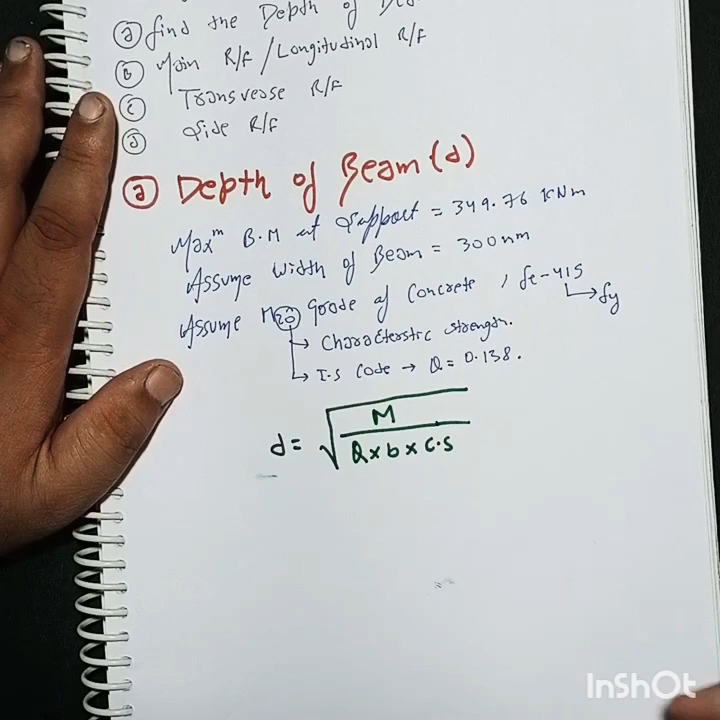 ⓐ find the Depth of
ⓑ Main R/F / Longitudinal R/F
ⓒ Transverse R/F
ⓓ Side R/F
ⓐ Depth of Beam (d)
Maxᵐ B.M at Support = 349.76 KNm
Assume width of Beam = 300mm
Assume M20 Grade of Concrete , fe-415
→ fy
→ Characterstic strength.
→ I.S Code → Q = 0.138.
d = √ M / Q×b×C.S
InShOt